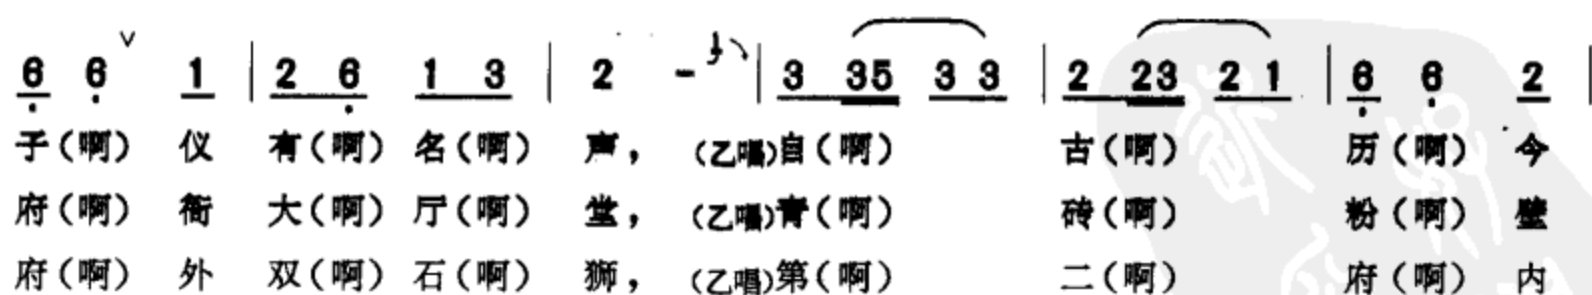 6 6 ∨ 1 | 2 6 1 3 | 2 - | 3 35 3 3 | 2 23 2 1 | 6 6 2 |
子(啊) 仪 有(啊) 名(啊) 声, (乙唱)自(啊) 古(啊) 历(啊) 今
府(啊) 衙 大(啊) 厅(啊) 堂, (乙唱)青(啊) 砖(啊) 粉(啊) 壁
府(啊) 外 双(啊) 石(啊) 狮, (乙唱)第(啊) 二(啊) 府(啊) 内